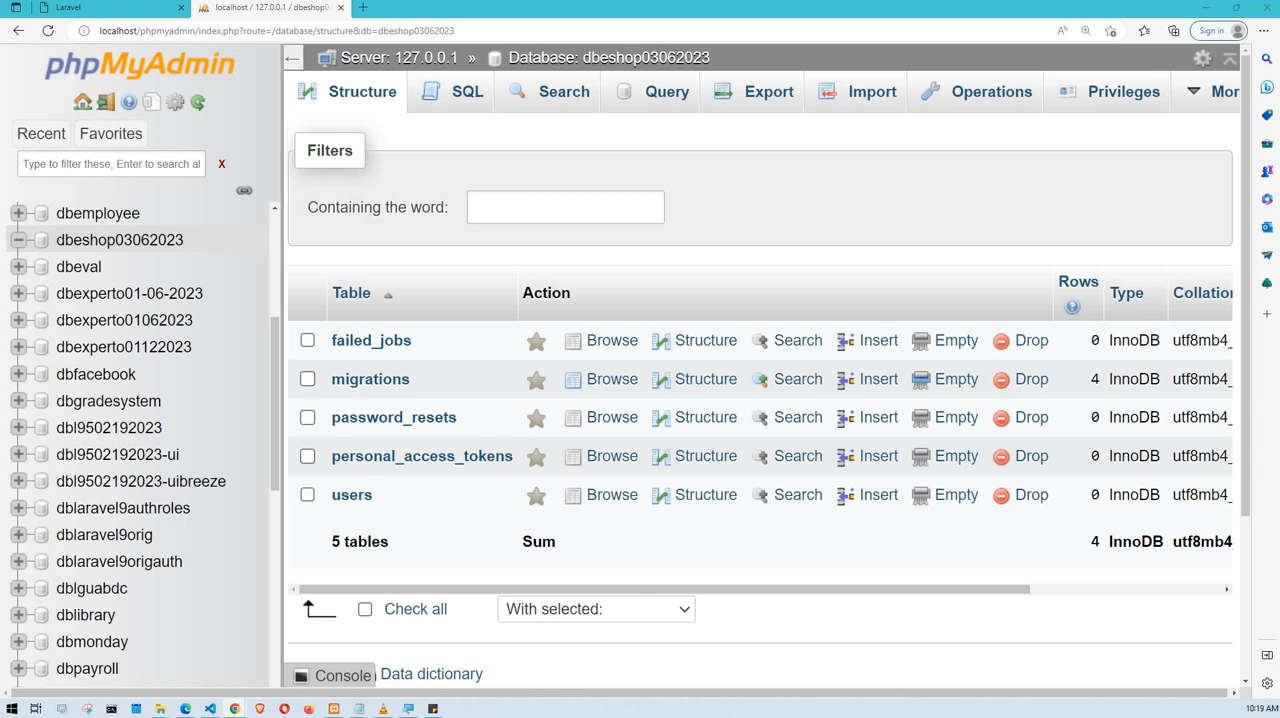 Laravel
localhost / 127.0.0.1 / dbeshop0
localhost/phpmyadmin/index.php?route=/database/structure&db=dbeshop03062023
Sign in
phpMyAdmin
Recent
Favorites
Type to filter these, Enter to search al
X
dbemployee
dbeshop03062023
dbeval
dbexperto01-06-2023
dbexperto01062023
dbexperto01122023
dbfacebook
dbgradesystem
dbl9502192023
dbl9502192023-ui
dbl9502192023-uibreeze
dblaravel9authroles
dblaravel9orig
dblaravel9origauth
dblguabdc
dblibrary
dbmonday
dbpayroll
Server: 127.0.0.1 » Database: dbeshop03062023
Structure SQL Search Query Export Import Operations Privileges Mor
Filters
Containing the word:
Table Action Rows Type Collation
failed_jobs Browse Structure Search Insert Empty Drop 0 InnoDB utf8mb4_
migrations Browse Structure Search Insert Empty Drop 4 InnoDB utf8mb4_
password_resets Browse Structure Search Insert Empty Drop 0 InnoDB utf8mb4_
personal_access_tokens Browse Structure Search Insert Empty Drop 0 InnoDB utf8mb4_
users Browse Structure Search Insert Empty Drop 0 InnoDB utf8mb4_
5 tables Sum 4 InnoDB utf8mb4_
Check all With selected:
Console Data dictionary
10:19 AM